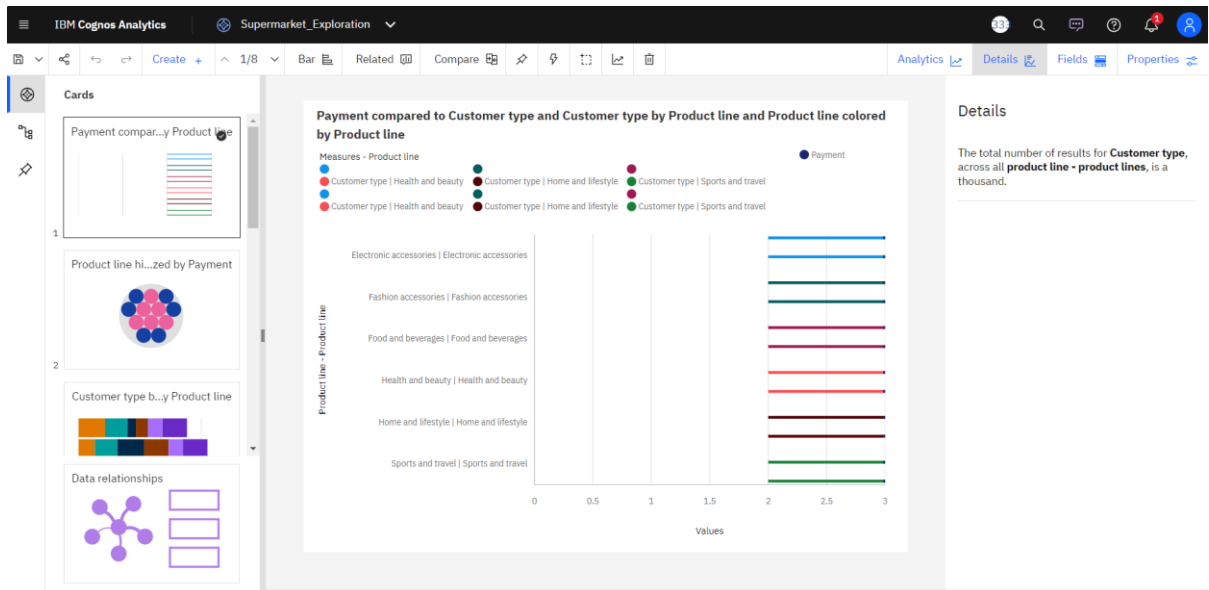 IBM Cognos Analytics
Supermarket_Exploration
333
1
Create +
1/8
Bar
Related
Compare
Analytics
Details
Fields
Properties
Cards
Payment compar...y Product line
1
Product line hi...zed by Payment
2
Customer type b...y Product line
Data relationships
Payment compared to Customer type and Customer type by Product line and Product line colored
by Product line
Measures - Product line
Payment
Customer type | Health and beauty
Customer type | Home and lifestyle
Customer type | Sports and travel
Customer type | Health and beauty
Customer type | Home and lifestyle
Customer type | Sports and travel
Product line - Product line
Electronic accessories | Electronic accessories
Fashion accessories | Fashion accessories
Food and beverages | Food and beverages
Health and beauty | Health and beauty
Home and lifestyle | Home and lifestyle
Sports and travel | Sports and travel
0 0.5 1 1.5 2 2.5 3
Values
Details
The total number of results for Customer type,
across all product line - product lines, is a
thousand.